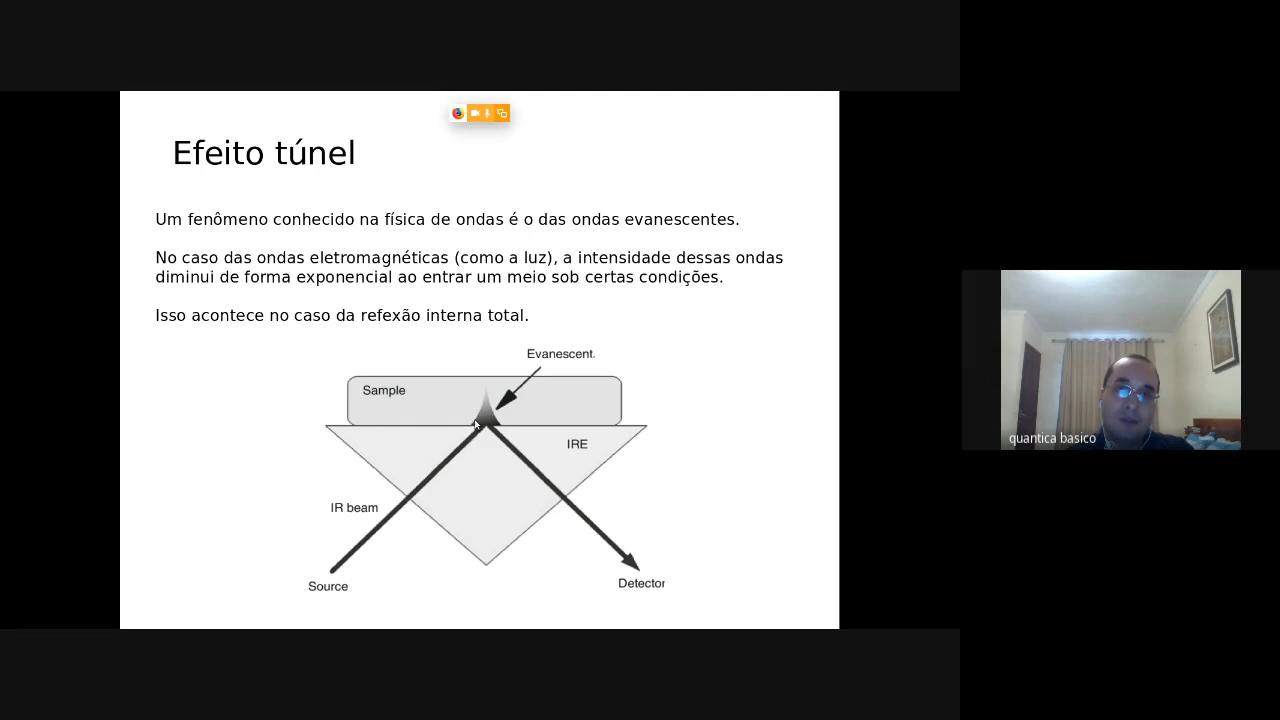 Efeito túnel
Um fenômeno conhecido na física de ondas é o das ondas evanescentes.
No caso das ondas eletromagnéticas (como a luz), a intensidade dessas ondas
diminui de forma exponencial ao entrar um meio sob certas condições.
Isso acontece no caso da refexão interna total.
Evanescent
Sample
IRE
IR beam
Source
Detector
quantica basico